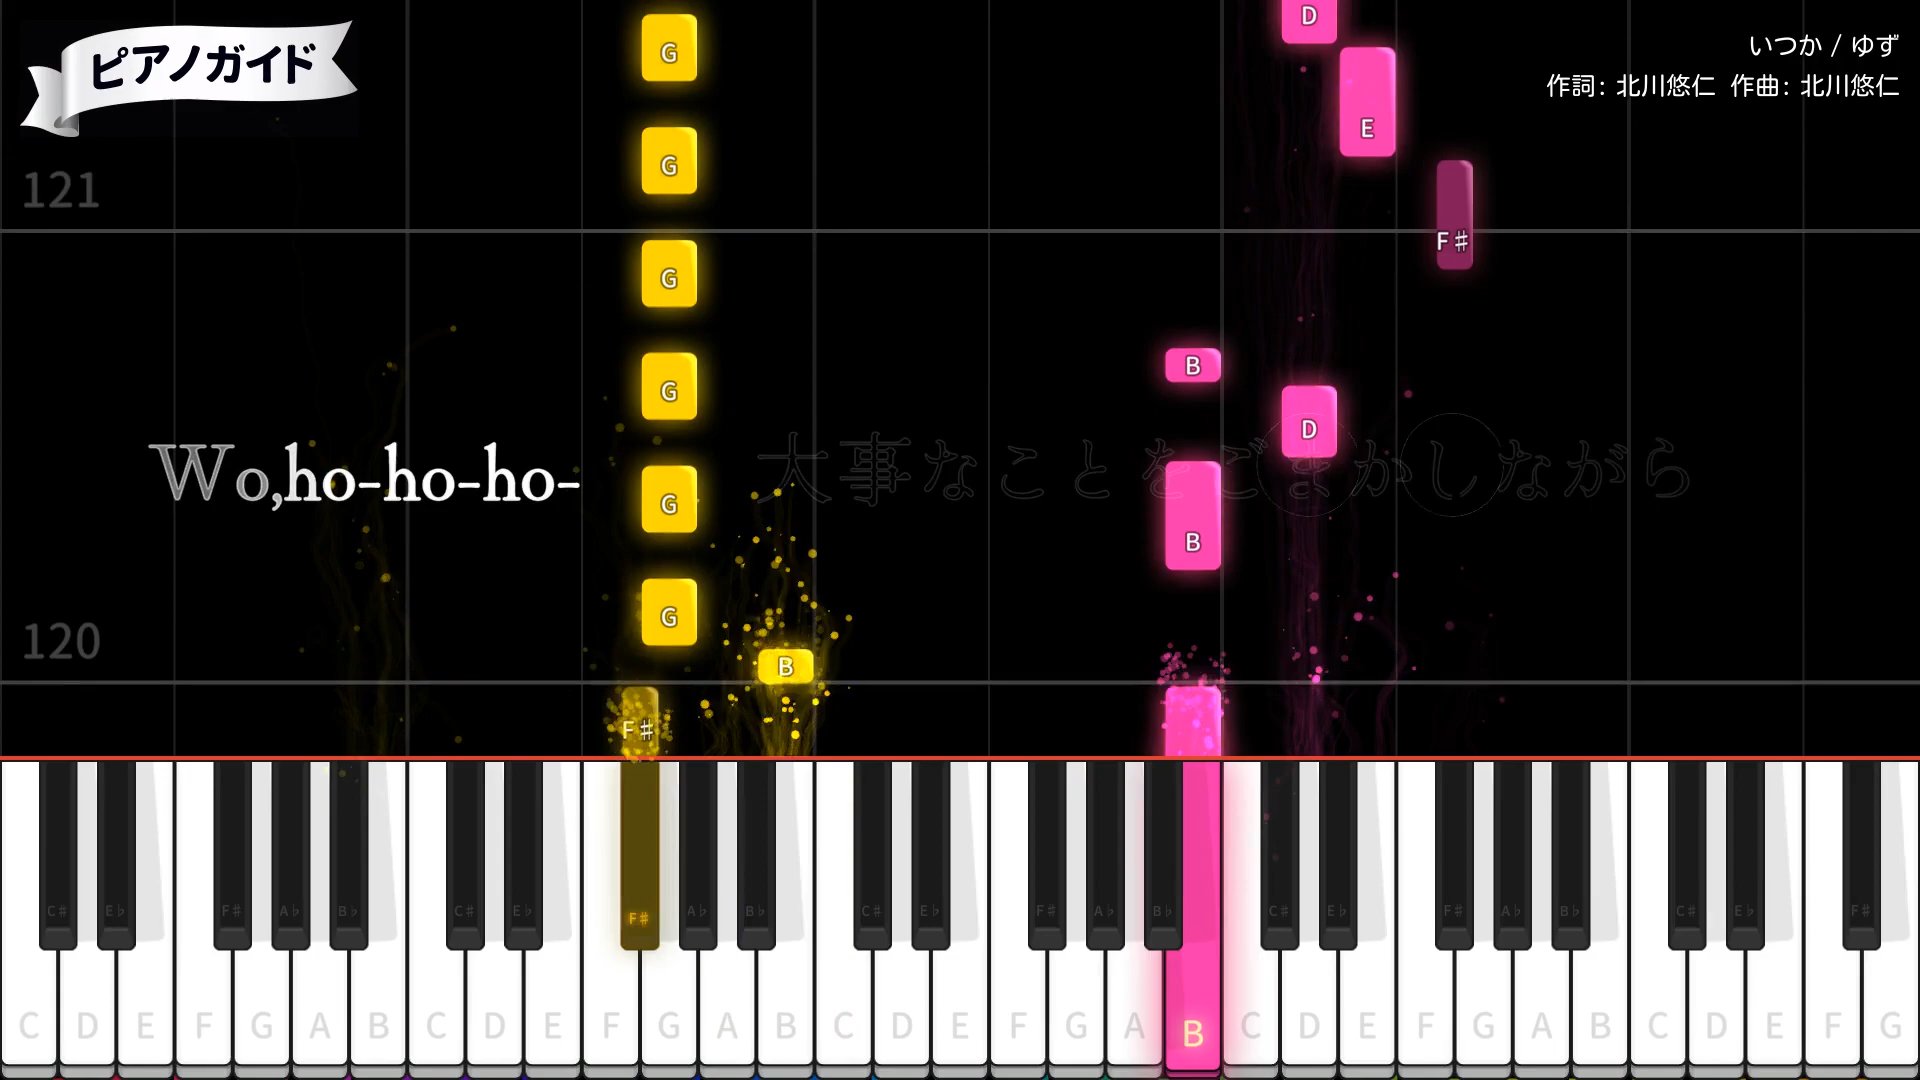 ピアノガイド
いつか / ゆず
作詞: 北川悠仁 作曲: 北川悠仁
D
G
E
121
G
F♯
G
B
G
D
Wo,ho-ho-ho-
大事なことをごまかしながら
G
B
G
120
B
F♯
C♯ E♭ F♯ A♭ B♭ C♯ E♭ F♯ A♭ B♭ C♯ E♭ F♯ A♭ B♭ C♯ E♭ F♯ A♭ B♭ C♯ E♭ F♯
C D E F G A B C D E F G A B C D E F G A B C D E F G A B C D E F G